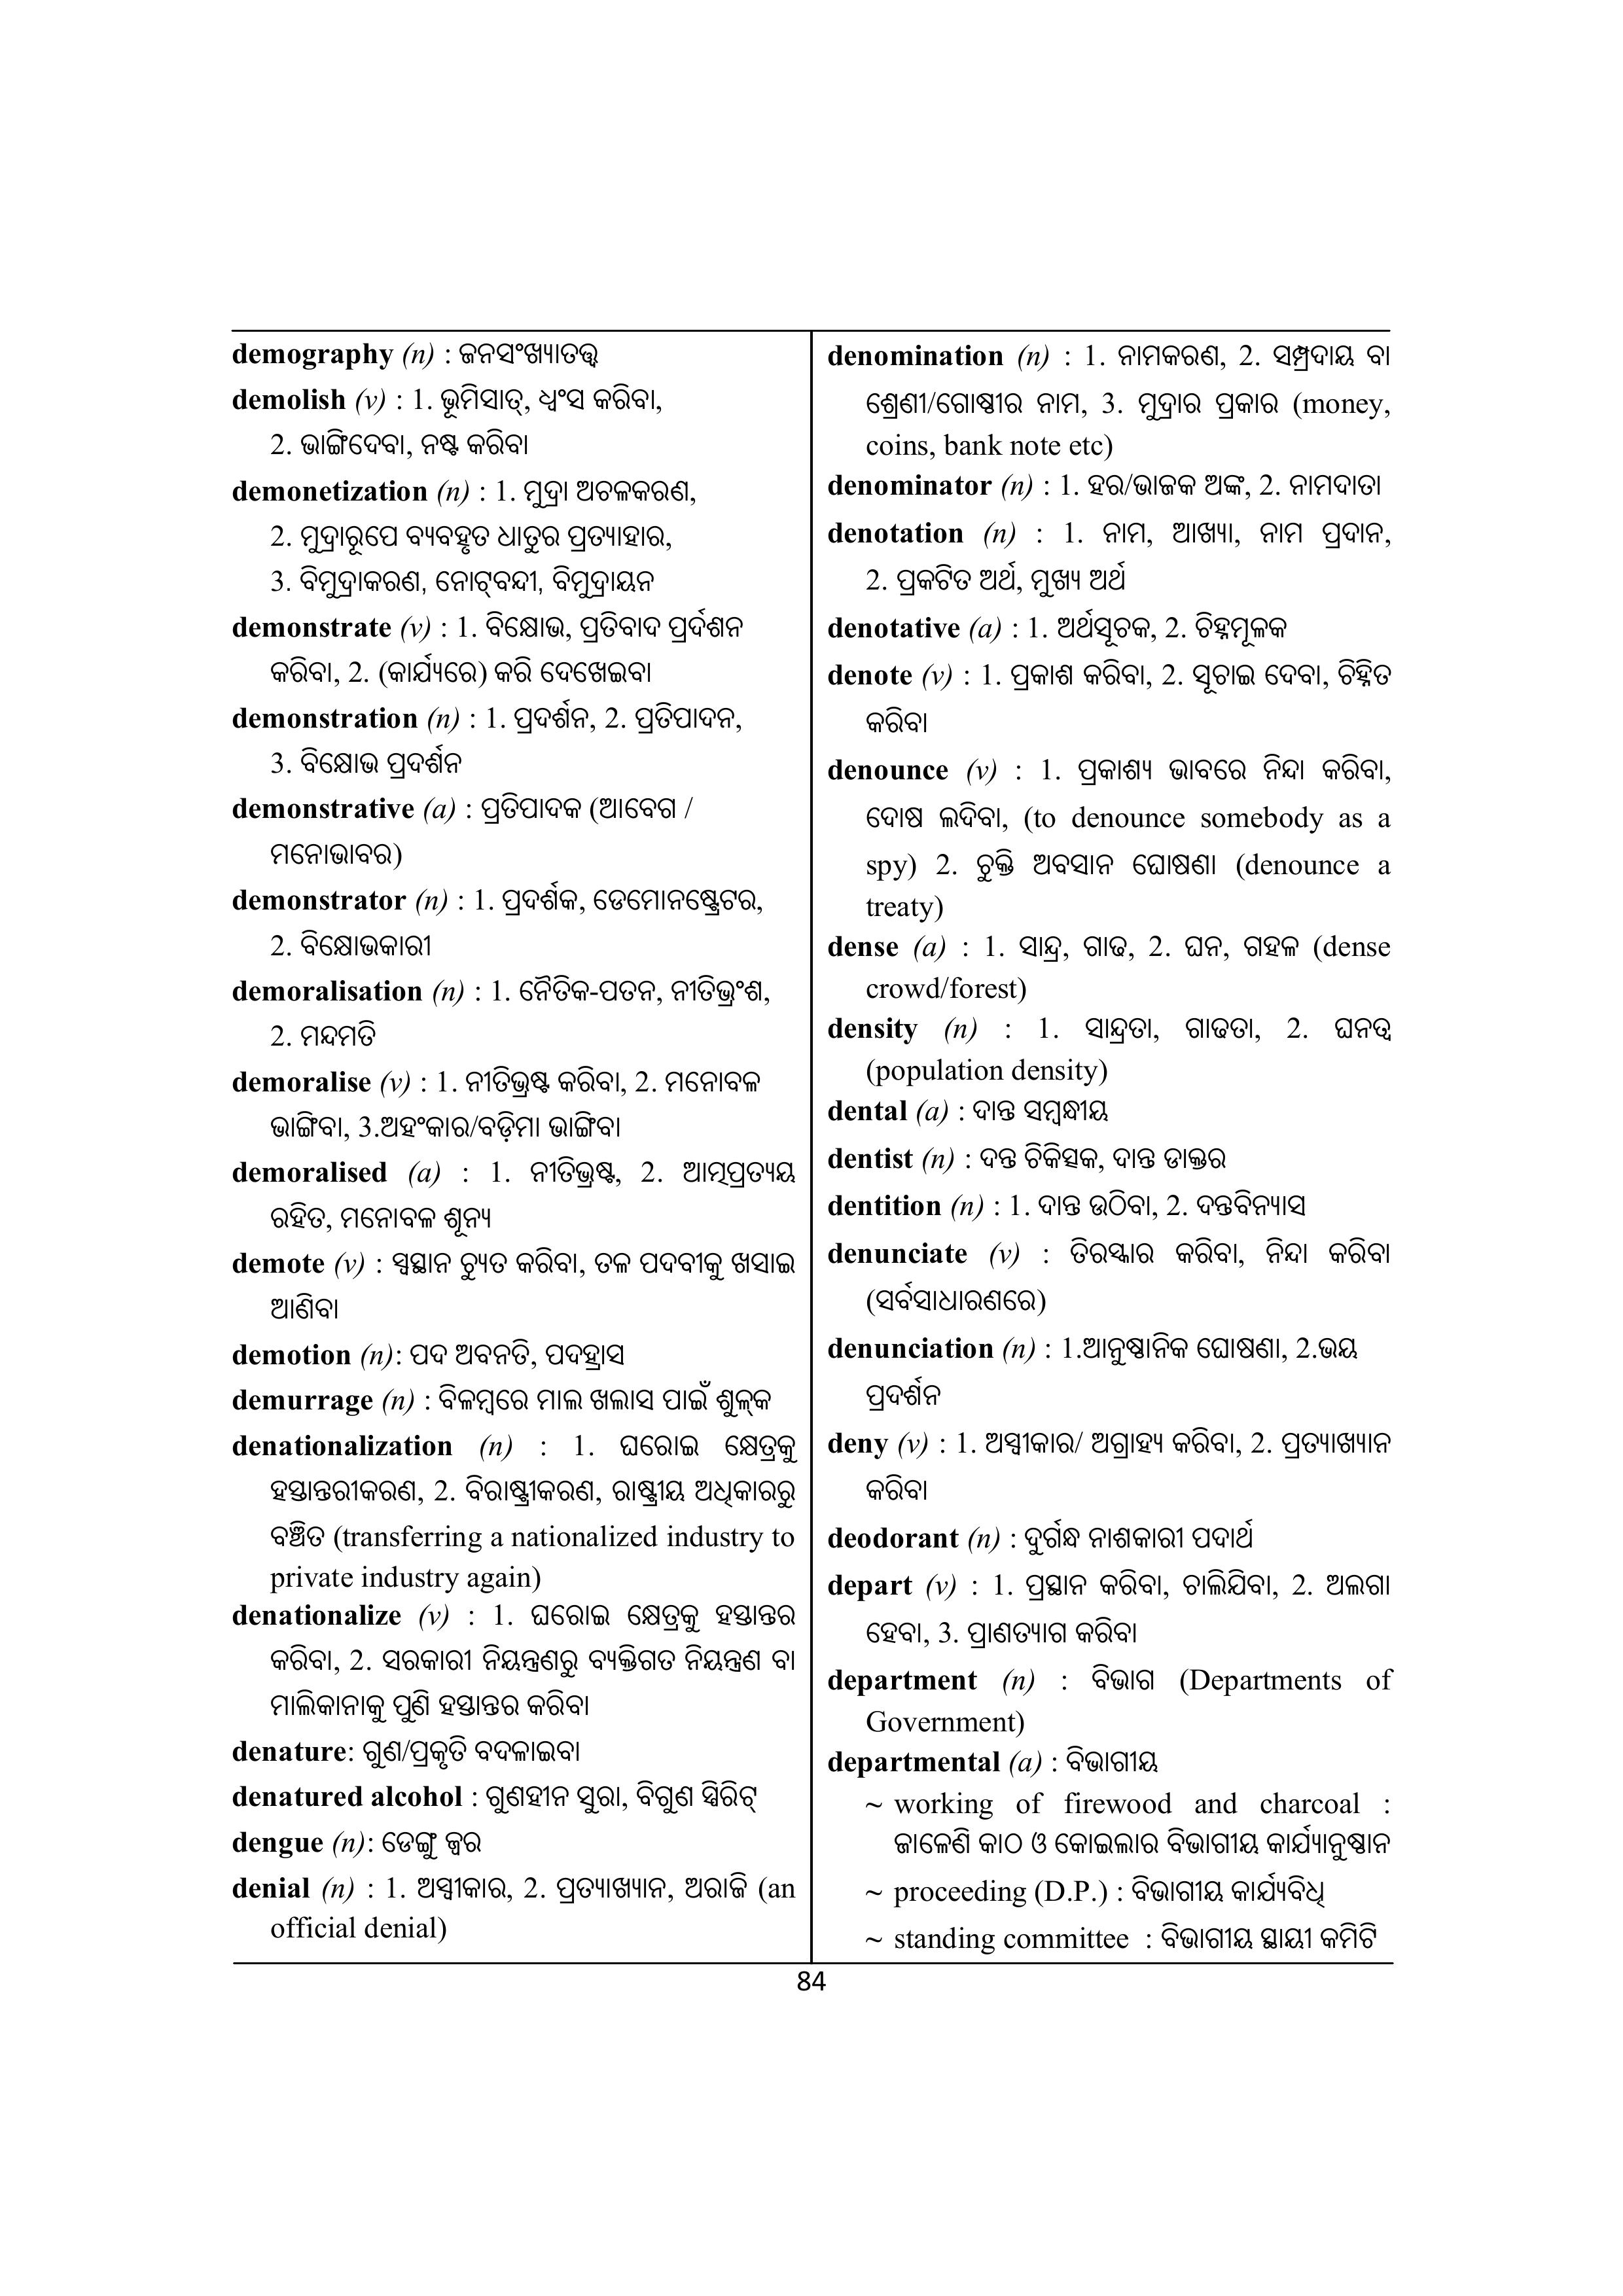 demography (n) : ଜନସଂଖ୍ୟାତତ୍ତ୍ୱ
demolish (v) : 1. ଭୂମିସାତ୍, ଧ୍ୱଂସ କରିବା,
2. ଭାଙ୍ଗିଦେବା, ନଷ୍ଟ କରିବା
demonetization (n) : 1. ମୁଦ୍ରା ଅଚଳକରଣ,
2. ମୁଦ୍ରାରୂପେ ବ୍ୟବହୃତ ଧାତୁର ପ୍ରତ୍ୟାହାର,
3. ବିମୁଦ୍ରାକରଣ, ନୋଟ୍‌ବନ୍ଦୀ, ବିମୁଦ୍ରାୟନ
demonstrate (v) : 1. ବିକ୍ଷୋଭ, ପ୍ରତିବାଦ ପ୍ରର୍ଦଶନ
କରିବା, 2. (କାର୍ଯ୍ୟରେ) କରି ଦେଖେଇବା
demonstration (n) : 1. ପ୍ରଦର୍ଶନ, 2. ପ୍ରତିପାଦନ,
3. ବିକ୍ଷୋଭ ପ୍ରଦର୍ଶନ
demonstrative (a) : ପ୍ରତିପାଦକ (ଆବେଗ /
ମନୋଭାବର)
demonstrator (n) : 1. ପ୍ରଦର୍ଶକ, ଡେମୋନଷ୍ଟ୍ରେଟର,
2. ବିକ୍ଷୋଭକାରୀ
demoralisation (n) : 1. ନୈତିକ-ପତନ, ନୀତିଭ୍ରଂଶ,
2. ମନ୍ଦମତି
demoralise (v) : 1. ନୀତିଭ୍ରଷ୍ଟ କରିବା, 2. ମନୋବଳ
ଭାଙ୍ଗିବା, 3.ଅହଂକାର/ବଡ଼ିମା ଭାଙ୍ଗିବା
demoralised (a) : 1. ନୀତିଭ୍ରଷ୍ଟ, 2. ଆତ୍ମପ୍ରତ୍ୟୟ
ରହିତ, ମନୋବଳ ଶୂନ୍ୟ
demote (v) : ସ୍ୱସ୍ଥାନ ଚ୍ୟୁତ କରିବା, ତଳ ପଦବୀକୁ ଖସାଇ
ଆଣିବା
demotion (n): ପଦ ଅବନତି, ପଦହ୍ରାସ
demurrage (n) : ବିଳମ୍ବରେ ମାଲ ଖଲାସ ପାଇଁ ଶୁଳ୍‌କ
denationalization (n) : 1. ଘରୋଇ କ୍ଷେତ୍ରକୁ
ହସ୍ତାନ୍ତରୀକରଣ, 2. ବିରାଷ୍ଟ୍ରୀକରଣ, ରାଷ୍ଟ୍ରୀୟ ଅଧିକାରରୁ
ବଞ୍ଚିତ (transferring a nationalized industry to
private industry again)
denationalize (v) : 1. ଘରୋଇ କ୍ଷେତ୍ରକୁ ହସ୍ତାନ୍ତର
କରିବା, 2. ସରକାରୀ ନିୟନ୍ତ୍ରଣରୁ ବ୍ୟକ୍ତିଗତ ନିୟନ୍ତ୍ରଣ ବା
ମାଲିକାନାକୁ ପୁଣି ହସ୍ତାନ୍ତର କରିବା
denature: ଗୁଣ/ପ୍ରକୃତି ବଦଳାଇବା
denatured alcohol : ଗୁଣହୀନ ସୁରା, ବିଗୁଣ ସ୍ପିରିଟ୍
dengue (n): ଡେଙ୍ଗୁ ଜ୍ୱର
denial (n) : 1. ଅସ୍ୱୀକାର, 2. ପ୍ରତ୍ୟାଖ୍ୟାନ, ଅରାଜି (an
official denial)
denomination (n) : 1. ନାମକରଣ, 2. ସମ୍ପ୍ରଦାୟ ବା
ଶ୍ରେଣୀ/ଗୋଷ୍ଠୀର ନାମ, 3. ମୁଦ୍ରାର ପ୍ରକାର (money,
coins, bank note etc)
denominator (n) : 1. ହର/ଭାଜକ ଅଙ୍କ, 2. ନାମଦାତା
denotation (n) : 1. ନାମ, ଆଖ୍ୟା, ନାମ ପ୍ରଦାନ,
2. ପ୍ରକଟିତ ଅର୍ଥ, ମୁଖ୍ୟ ଅର୍ଥ
denotative (a) : 1. ଅର୍ଥସୂଚକ, 2. ଚିହ୍ନମୂଳକ
denote (v) : 1. ପ୍ରକାଶ କରିବା, 2. ସୂଚାଇ ଦେବା, ଚିହ୍ନିତ
କରିବା
denounce (v) : 1. ପ୍ରକାଶ୍ୟ ଭାବରେ ନିନ୍ଦା କରିବା,
ଦୋଷ ଲଦିବା, (to denounce somebody as a
spy) 2. ଚୁକ୍ତି ଅବସାନ ଘୋଷଣା (denounce a
treaty)
dense (a) : 1. ସାନ୍ଦ୍ର, ଗାଢ, 2. ଘନ, ଗହଳ (dense
crowd/forest)
density (n) : 1. ସାନ୍ଦ୍ରତା, ଗାଢତା, 2. ଘନତ୍ୱ
(population density)
dental (a) : ଦାନ୍ତ ସମ୍ବନ୍ଧୀୟ
dentist (n) : ଦନ୍ତ ଚିକିତ୍ସକ, ଦାନ୍ତ ଡାକ୍ତର
dentition (n) : 1. ଦାନ୍ତ ଉଠିବା, 2. ଦନ୍ତବିନ୍ୟାସ
denunciate (v) : ତିରସ୍କାର କରିବା, ନିନ୍ଦା କରିବା
(ସର୍ବସାଧାରଣରେ)
denunciation (n) : 1.ଆନୁଷ୍ଠାନିକ ଘୋଷଣା, 2.ଭୟ
ପ୍ରଦର୍ଶନ
deny (v) : 1. ଅସ୍ୱୀକାର/ ଅଗ୍ରାହ୍ୟ କରିବା, 2. ପ୍ରତ୍ୟାଖ୍ୟାନ
କରିବା
deodorant (n) : ଦୁର୍ଗନ୍ଧ ନାଶକାରୀ ପଦାର୍ଥ
depart (v) : 1. ପ୍ରସ୍ଥାନ କରିବା, ଚାଲିଯିବା, 2. ଅଲଗା
ହେବା, 3. ପ୍ରାଣତ୍ୟାଗ କରିବା
department (n) : ବିଭାଗ (Departments of
Government)
departmental (a) : ବିଭାଗୀୟ
~ working of firewood and charcoal :
ଜାଳେଣି କାଠ ଓ କୋଇଲାର ବିଭାଗୀୟ କାର୍ଯ୍ୟାନୁଷ୍ଠାନ
~ proceeding (D.P.) : ବିଭାଗୀୟ କାର୍ଯ୍ୟବିଧି
~ standing committee : ବିଭାଗୀୟ ସ୍ଥାୟୀ କମିଟି
84